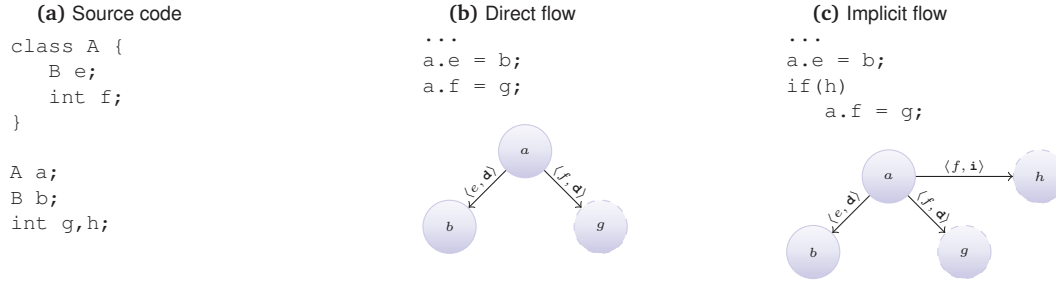 (a) Source code
class A {
B e;
int f;
}
A a;
B b;
int g,h;
(b) Direct flow
...
a.e = b;
a.f = g;
a
⟨e, d⟩
⟨f, d⟩
b
g
(c) Implicit flow
...
a.e = b;
if(h)
a.f = g;
a
⟨f, i⟩
h
⟨e, d⟩
⟨f, d⟩
b
g